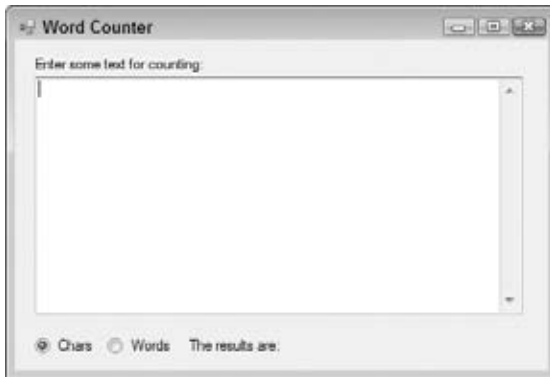 Word Counter
Enter some text for counting:
Chars Words The results are: